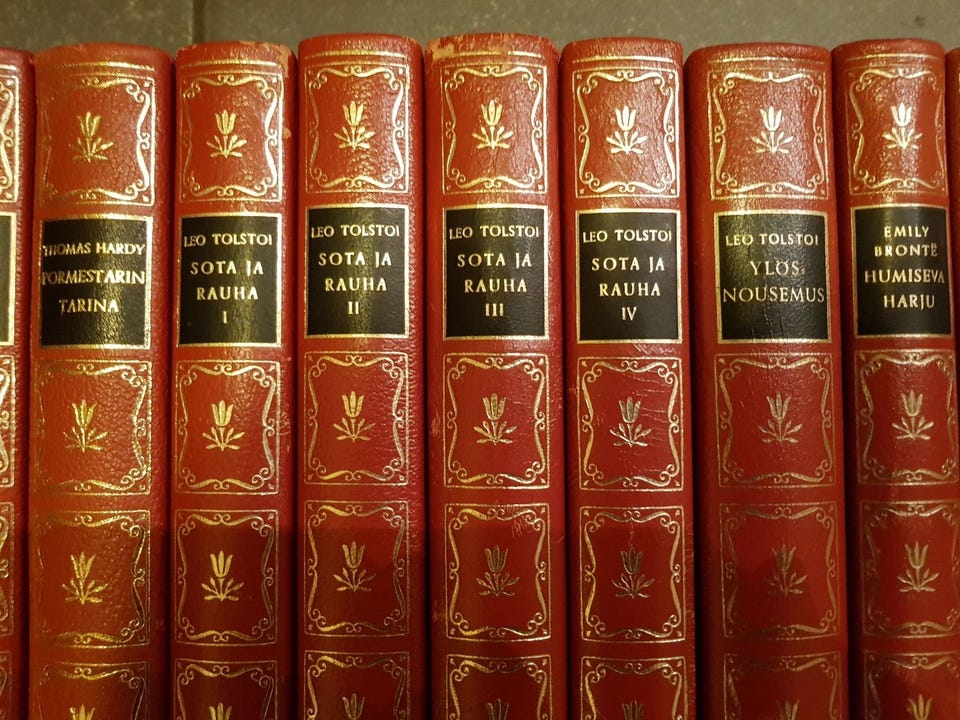 THOMAS HARDY
PORMESTARIN
TARINA
LEO TOLSTOI
SOTA JA
RAUHA
I
LEO TOLSTOI
SOTA JA
RAUHA
II
LEO TOLSTOI
SOTA JA
RAUHA
III
LEO TOLSTOI
SOTA JA
RAUHA
IV
LEO TOLSTOI
YLÖS-
NOUSEMUS
EMILY
BRONTË
HUMISEVA
HARJU